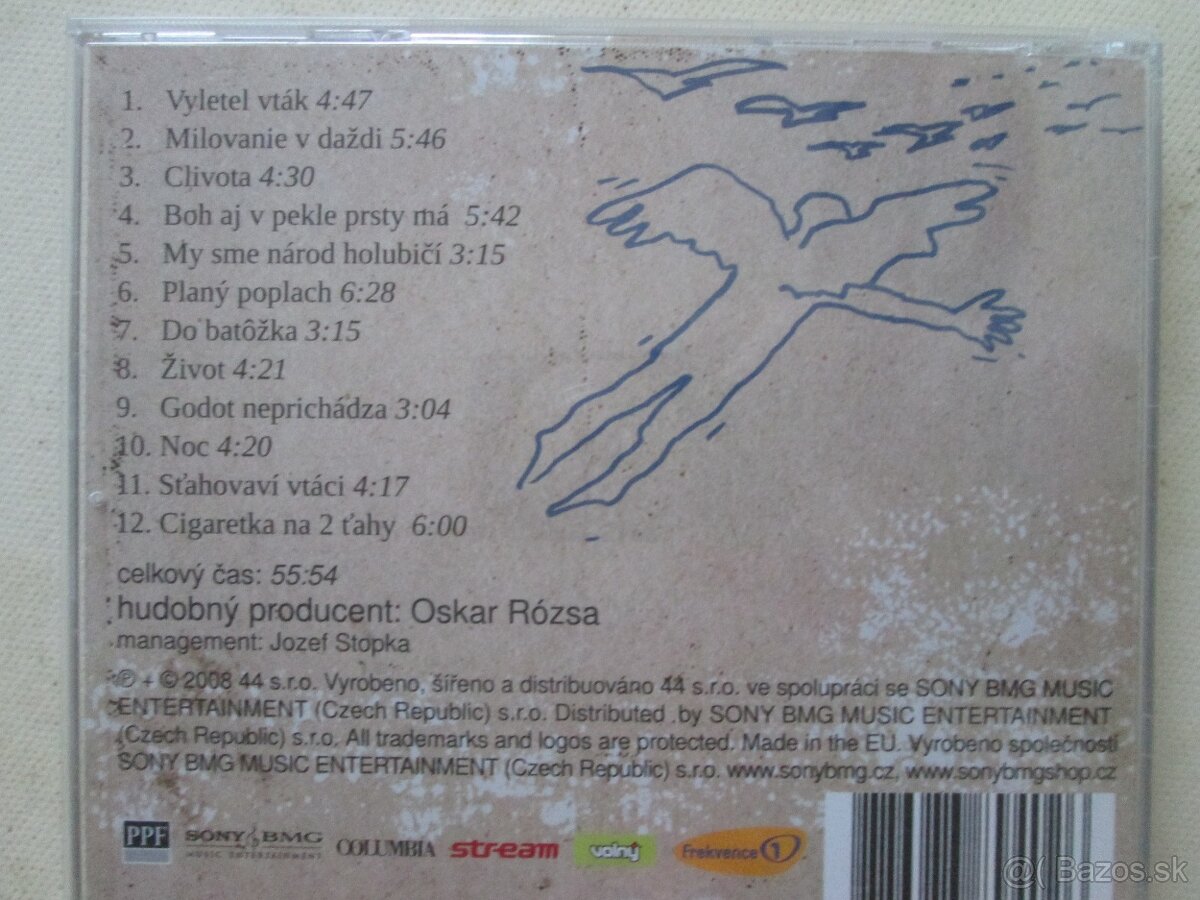 1. Vyletel vták 4:47
2. Milovanie v daždi 5:46
3. Clivota 4:30
4. Boh aj v pekle prsty má 5:42
5. My sme národ holubičí 3:15
6. Planý poplach 6:28
7. Do batôžka 3:15
8. Život 4:21
9. Godot neprichádza 3:04
10. Noc 4:20
11. Sťahovaví vtáci 4:17
12. Cigaretka na 2 ťahy 6:00
celkový čas: 55:54
hudobný producent: Oskar Rózsa
management: Jozef Stopka
℗ + © 2008 44 s.r.o. Vyrobeno, šířeno a distribuováno 44 s.r.o. ve spolupráci se SONY BMG MUSIC
ENTERTAINMENT (Czech Republic) s.r.o. Distributed by SONY BMG MUSIC ENTERTAINMENT
(Czech Republic) s.r.o. All trademarks and logos are protected. Made in the EU. Vyrobeno společností
SONY BMG MUSIC ENTERTAINMENT (Czech Republic) s.r.o. www.sonybmg.cz, www.sonybmgshop.cz
PPF SONY BMG COLUMBIA stream volný Frekvence 1
MUSIC ENTERTAINMENT
@( Bazos.sk